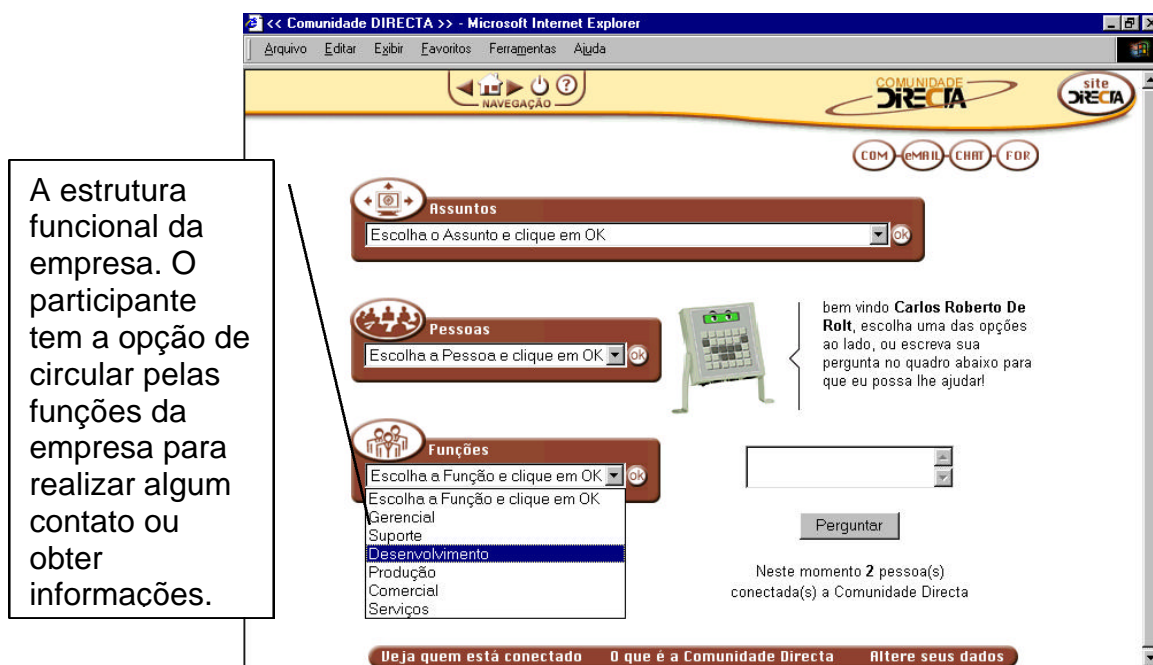 << Comunidade DIRECTA >> - Microsoft Internet Explorer
Arquivo Editar Exibir Favoritos Ferramentas Ajuda
NAVEGAÇÃO
COMUNIDADE
DIRECTA
site
DIRECTA
COM eMAIL CHAT FOR
A estrutura
funcional da
empresa. O
participante
tem a opção de
circular pelas
funções da
empresa para
realizar algum
contato ou
obter
informações.
Assuntos
Escolha o Assunto e clique em OK
ok
Pessoas
Escolha a Pessoa e clique em OK
ok
bem vindo Carlos Roberto De
Rolt, escolha uma das opções
ao lado, ou escreva sua
pergunta no quadro abaixo para
que eu possa lhe ajudar!
Funções
Escolha a Função e clique em OK
ok
Escolha a Função e clique em OK
Gerencial
Suporte
Desenvolvimento
Produção
Comercial
Serviços
Perguntar
Neste momento 2 pessoa(s)
conectada(s) a Comunidade Directa
Veja quem está conectado O que é a Comunidade Directa Altere seus dados